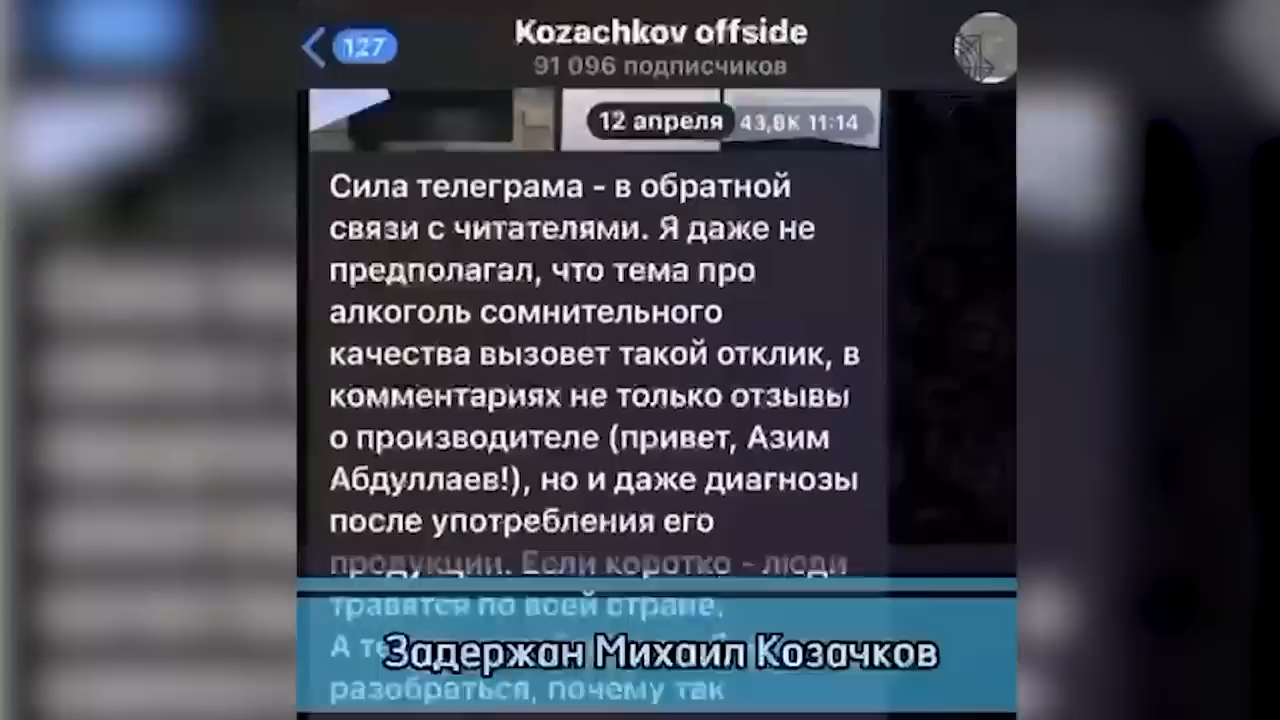 Kozachkov offside
127
91 096 подписчиков
12 апреля
43,8K 11:14
Сила телеграма - в обратной
связи с читателями. Я даже не
предполагал, что тема про
алкоголь сомнительного
качества вызовет такой отклик, в
комментариях не только отзывы
о производителе (привет, Азим
Абдуллаев!), но и даже диагнозы
после употребления его
продукции. Если коротко - люди
травятся по всей стране.
А
Задержан Михаил Козачков
разобраться, почему так